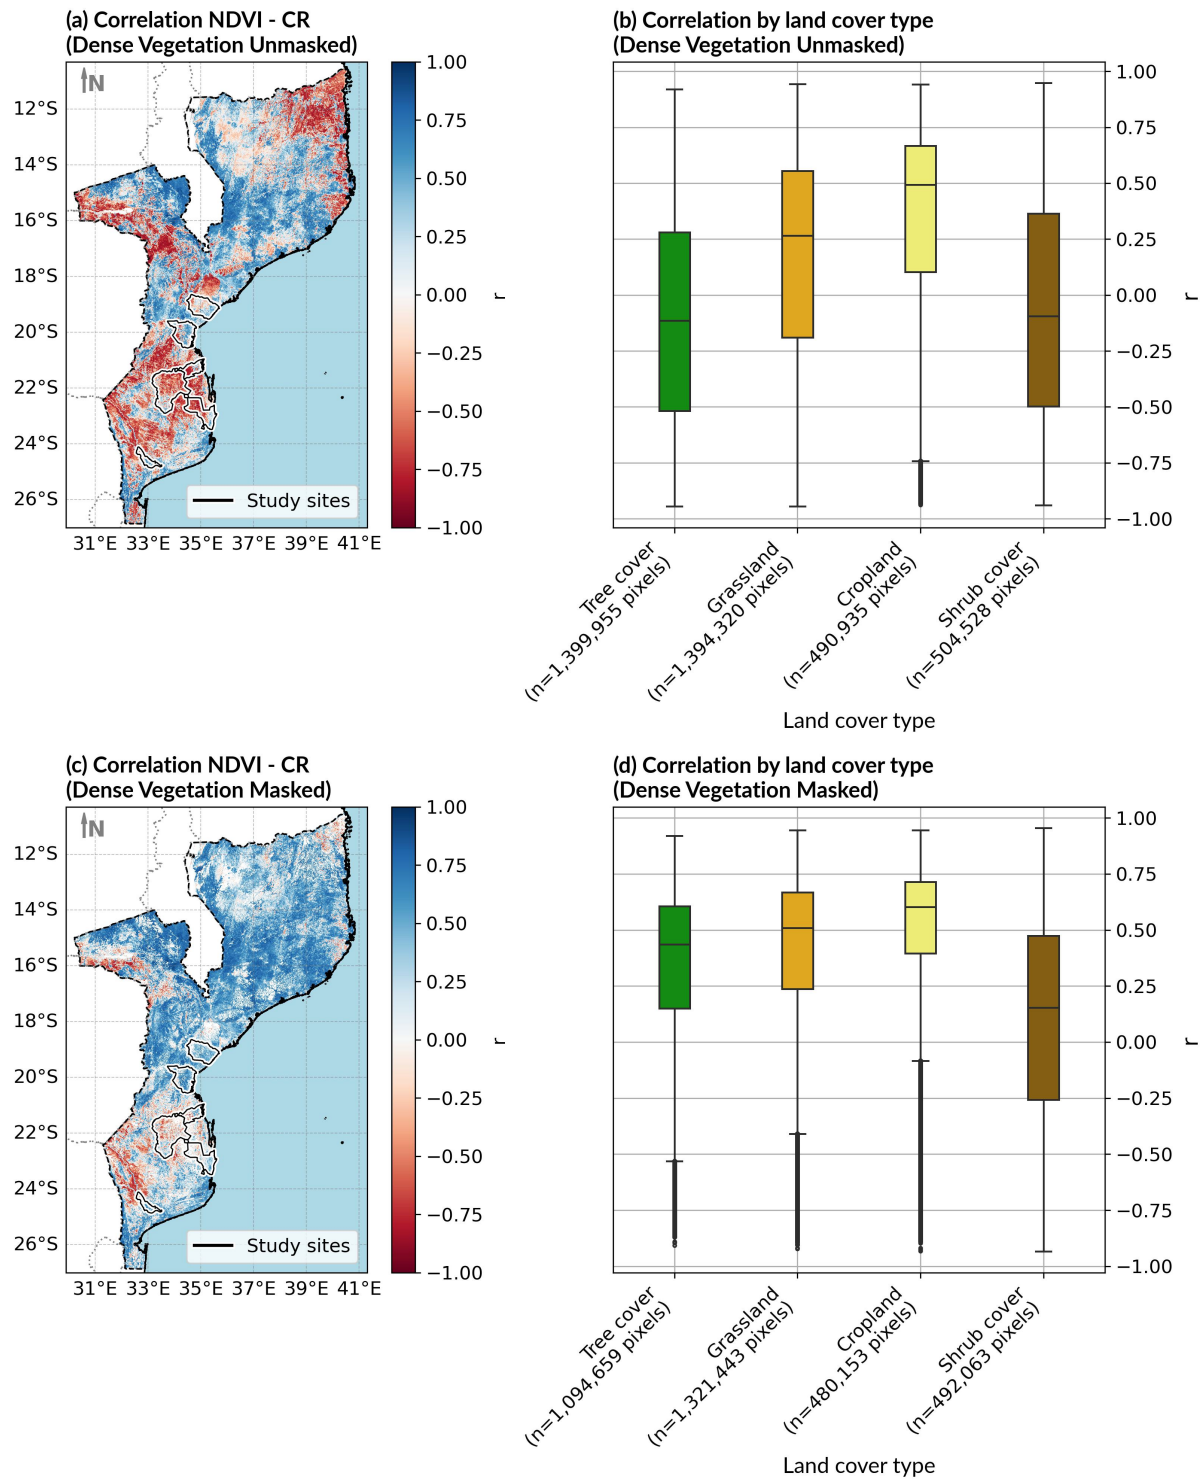 (a) Correlation NDVI - CR
(Dense Vegetation Unmasked)
N
12°S
14°S
16°S
18°S
20°S
22°S
24°S
26°S
31°E 33°E 35°E 37°E 39°E 41°E
Study sites
1.00
0.75
0.50
0.25
0.00
−0.25
−0.50
−0.75
−1.00
r
(b) Correlation by land cover type
(Dense Vegetation Unmasked)
1.00
0.75
0.50
0.25
0.00
−0.25
−0.50
−0.75
−1.00
r
Tree cover
(n=1,399,955 pixels)
Grassland
(n=1,394,320 pixels)
Cropland
(n=490,935 pixels)
Shrub cover
(n=504,528 pixels)
Land cover type
(c) Correlation NDVI - CR
(Dense Vegetation Masked)
N
12°S
14°S
16°S
18°S
20°S
22°S
24°S
26°S
31°E 33°E 35°E 37°E 39°E 41°E
Study sites
1.00
0.75
0.50
0.25
0.00
−0.25
−0.50
−0.75
−1.00
r
(d) Correlation by land cover type
(Dense Vegetation Masked)
1.00
0.75
0.50
0.25
0.00
−0.25
−0.50
−0.75
−1.00
r
Tree cover
(n=1,094,659 pixels)
Grassland
(n=1,321,443 pixels)
Cropland
(n=480,153 pixels)
Shrub cover
(n=492,063 pixels)
Land cover type